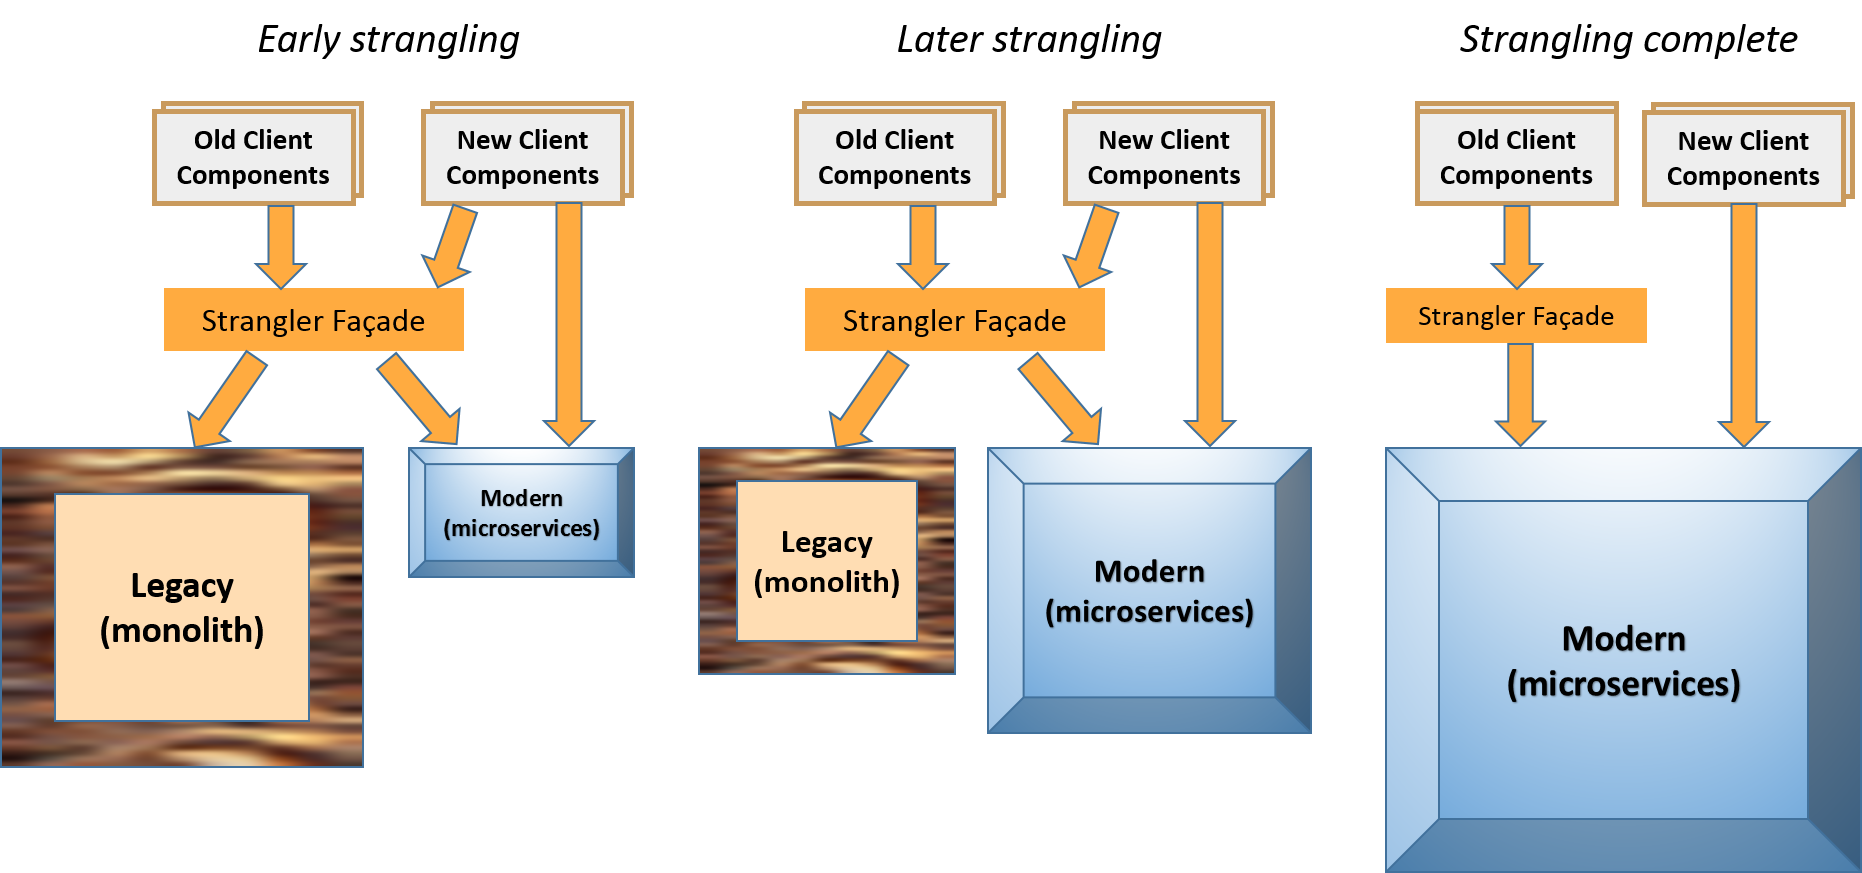 Early strangling
Later strangling
Strangling complete
Old Client
Components
New Client
Components
Strangler Façade
Legacy
(monolith)
Modern
(microservices)
Old Client
Components
New Client
Components
Strangler Façade
Legacy
(monolith)
Modern
(microservices)
Old Client
Components
New Client
Components
Strangler Façade
Modern
(microservices)